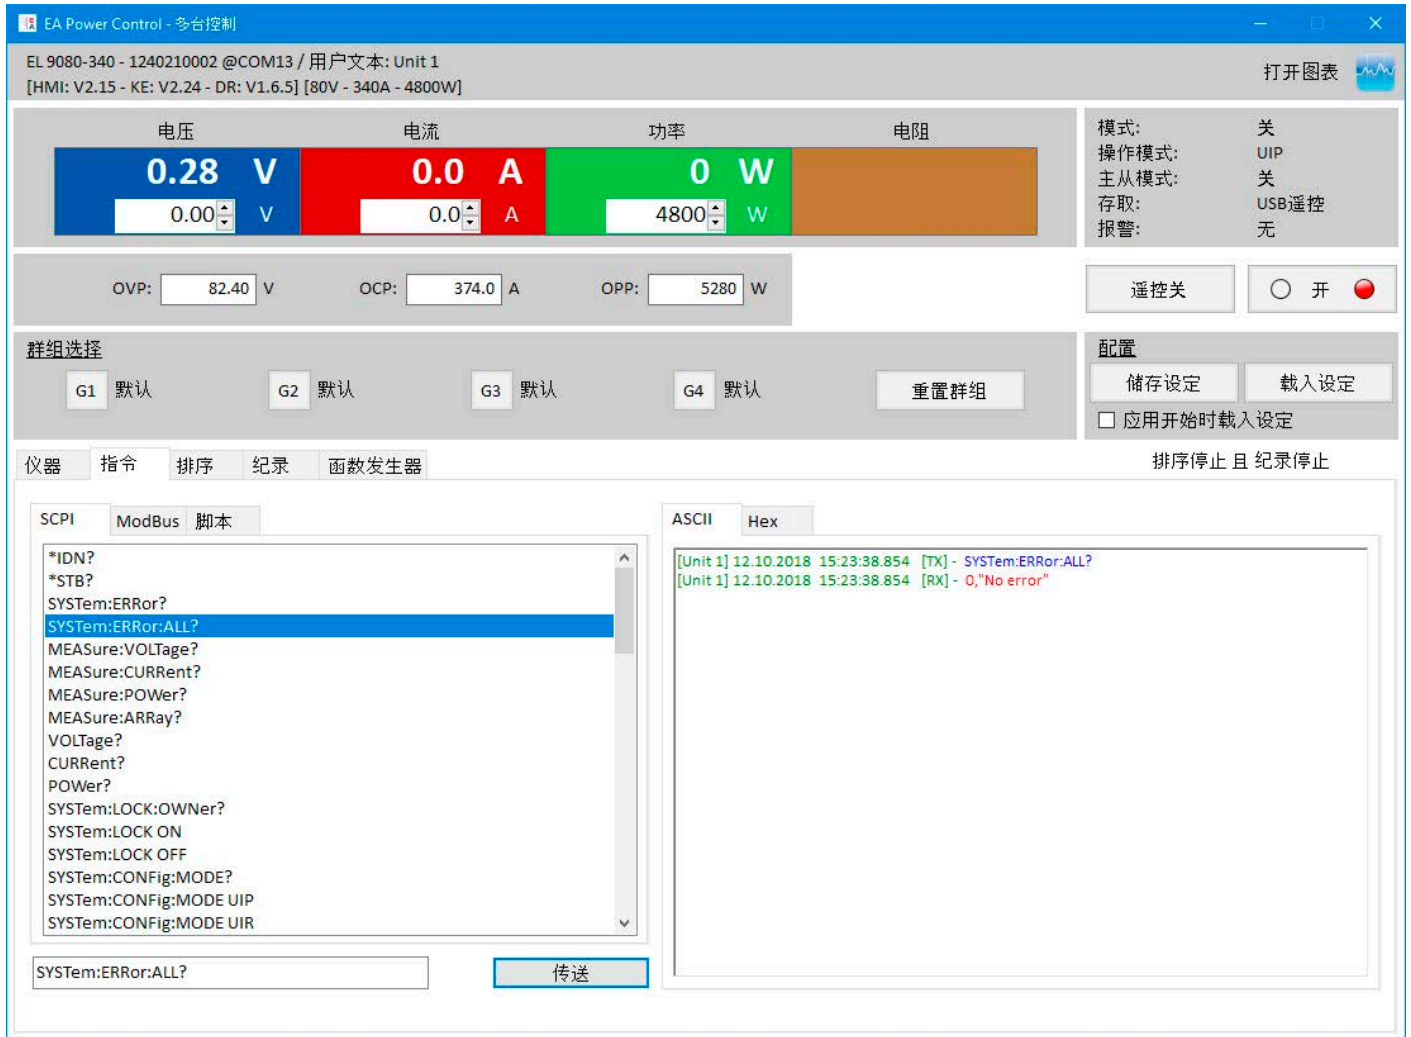 EA Power Control - 多台控制
EL 9080-340 - 1240210002 @COM13 / 用户文本: Unit 1
[HMI: V2.15 - KE: V2.24 - DR: V1.6.5] [80V - 340A - 4800W]
打开图表
电压 电流 功率 电阻
0.28 V 0.0 A 0 W
0.00 V 0.0 A 4800 W
模式: 关
操作模式: UIP
主从模式: 关
存取: USB遥控
报警: 无
OVP: 82.40 V OCP: 374.0 A OPP: 5280 W
遥控关 开
群组选择
G1 默认 G2 默认 G3 默认 G4 默认 重置群组
配置
储存设定 载入设定
应用开始时载入设定
仪器 指令 排序 纪录 函数发生器
排序停止 且 纪录停止
SCPI ModBus 脚本
*IDN?
*STB?
SYSTem:ERRor?
SYSTem:ERRor:ALL?
MEASure:VOLTage?
MEASure:CURRent?
MEASure:POWer?
MEASure:ARRay?
VOLTage?
CURRent?
POWer?
SYSTem:LOCK:OWNer?
SYSTem:LOCK ON
SYSTem:LOCK OFF
SYSTem:CONFig:MODE?
SYSTem:CONFig:MODE UIP
SYSTem:CONFig:MODE UIR
SYSTem:ERRor:ALL? 传送
ASCII Hex
[Unit 1] 12.10.2018 15:23:38.854 [TX] - SYSTem:ERRor:ALL?
[Unit 1] 12.10.2018 15:23:38.854 [RX] - 0,"No error"